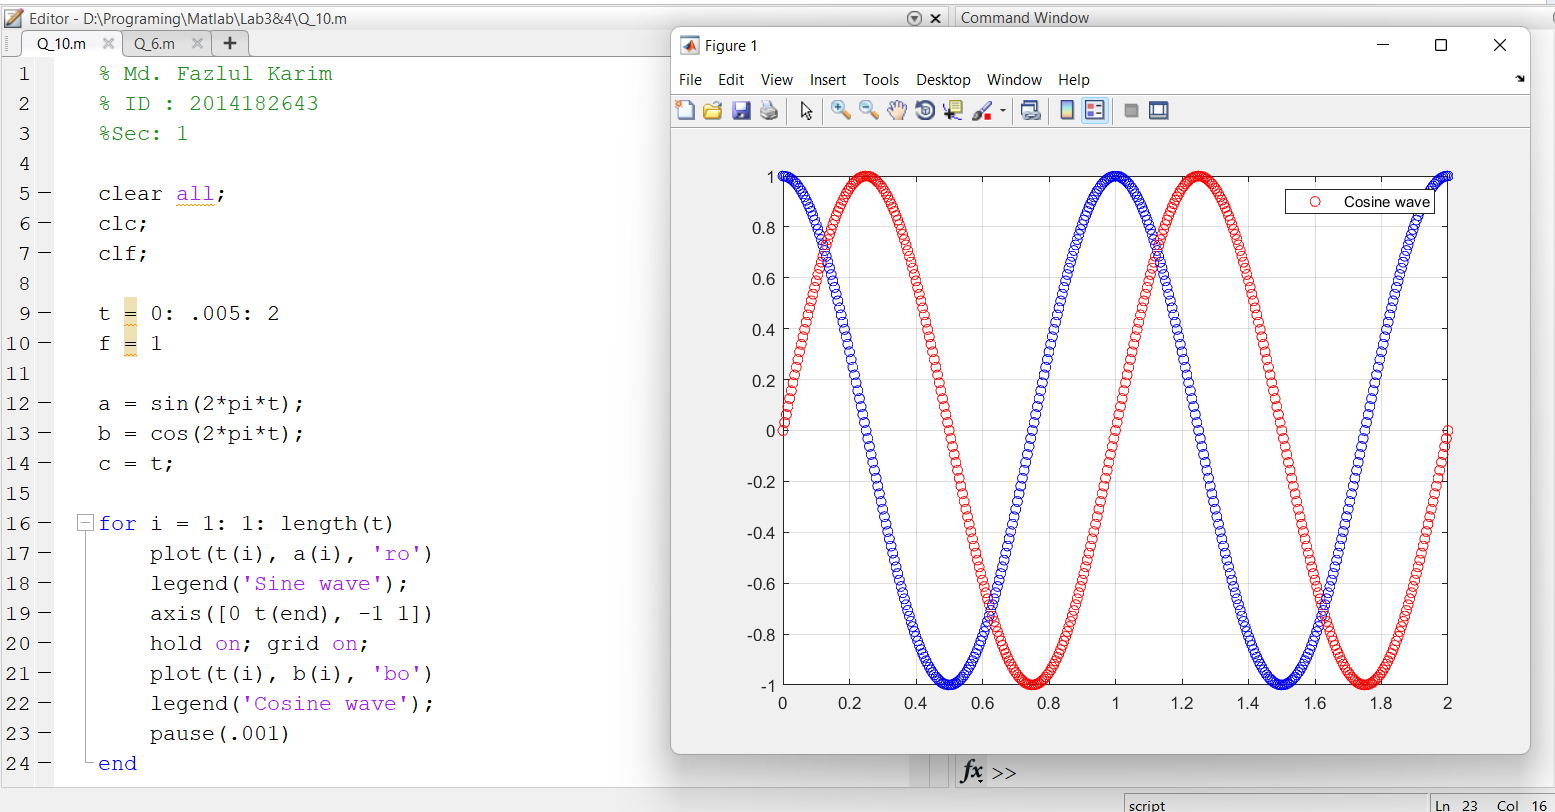 Editor - D:\Programing\Matlab\Lab3&4\Q_10.m
Q_10.m × Q_6.m × +
1 % Md. Fazlul Karim
2 % ID : 2014182643
3 %Sec: 1
4
5 — clear all;
6 — clc;
7 — clf;
8
9 — t = 0: .005: 2
10 — f = 1
11
12 — a = sin(2*pi*t);
13 — b = cos(2*pi*t);
14 — c = t;
15
16 — for i = 1: 1: length(t)
17 — plot(t(i), a(i), 'ro')
18 — legend('Sine wave');
19 — axis([0 t(end), -1 1])
20 — hold on; grid on;
21 — plot(t(i), b(i), 'bo')
22 — legend('Cosine wave');
23 — pause(.001)
24 — end
Command Window
Figure 1
File Edit View Insert Tools Desktop Window Help
Cosine wave
1
0.8
0.6
0.4
0.2
0
-0.2
-0.4
-0.6
-0.8
-1
0 0.2 0.4 0.6 0.8 1 1.2 1.4 1.6 1.8 2
fx >>
script Ln 23 Col 16